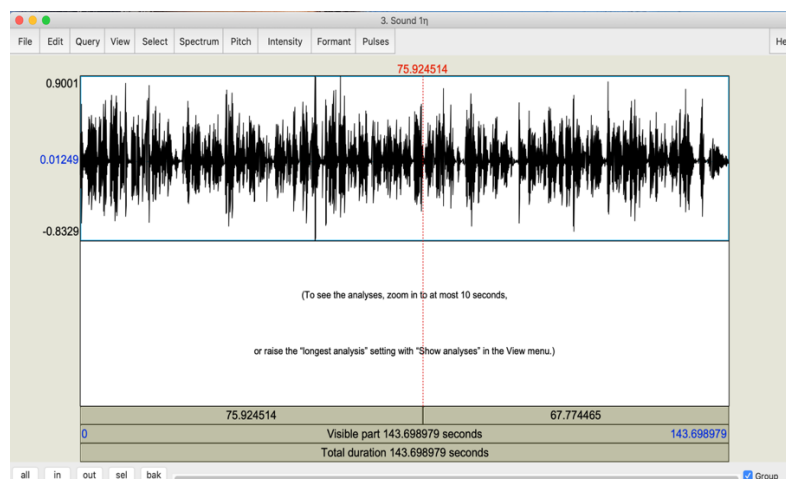 3. Sound 1η
File Edit Query View Select Spectrum Pitch Intensity Formant Pulses He
75.924514
0.9001
0.01249
-0.8329
(To see the analyses, zoom in to at most 10 seconds,
or raise the "longest analysis" setting with "Show analyses" in the View menu.)
75.924514 67.774465
0 Visible part 143.698979 seconds 143.698979
Total duration 143.698979 seconds
all in out sel bak Group